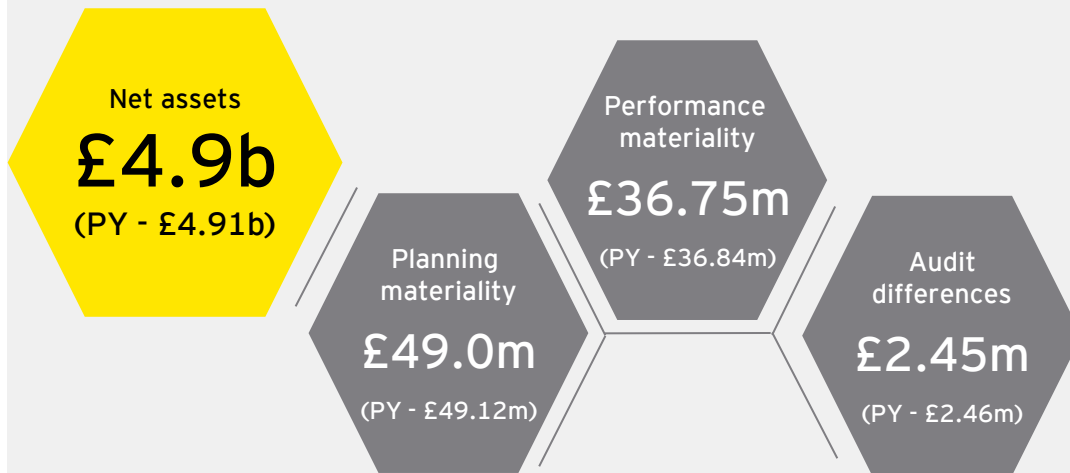 Net assets
£4.9b
(PY - £4.91b)
Planning
materiality
£49.0m
(PY - £49.12m)
Performance
materiality
£36.75m
(PY - £36.84m)
Audit
differences
£2.45m
(PY - £2.46m)